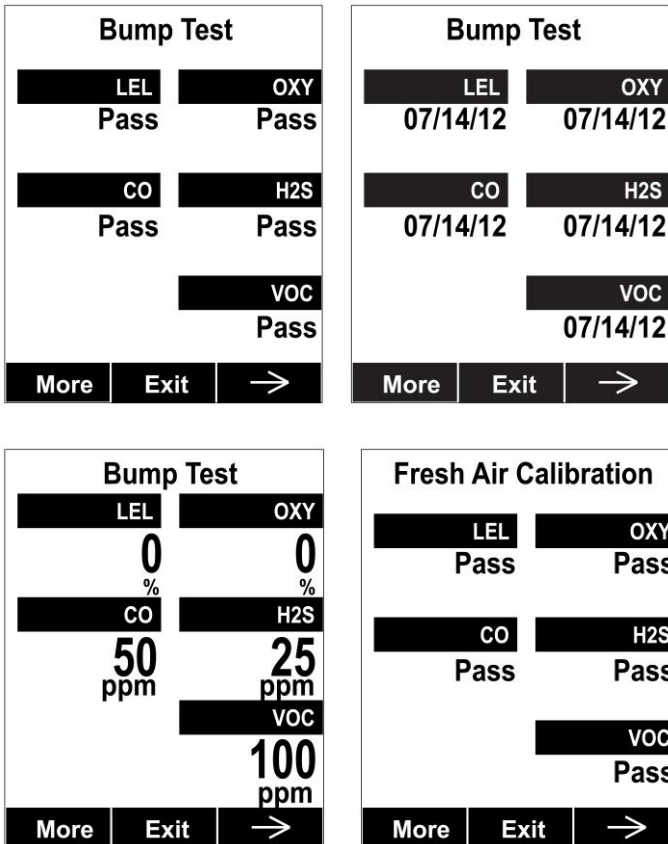 Bump Test
LEL OXY
Pass Pass
CO H2S
Pass Pass
VOC
Pass
More Exit →
Bump Test
LEL OXY
07/14/12 07/14/12
CO H2S
07/14/12 07/14/12
VOC
07/14/12
More Exit →
Bump Test
LEL OXY
0 0
% %
CO H2S
50 25
ppm ppm
VOC
100
ppm
More Exit →
Fresh Air Calibration
LEL OXY
Pass Pass
CO H2S
Pass Pass
VOC
Pass
More Exit →